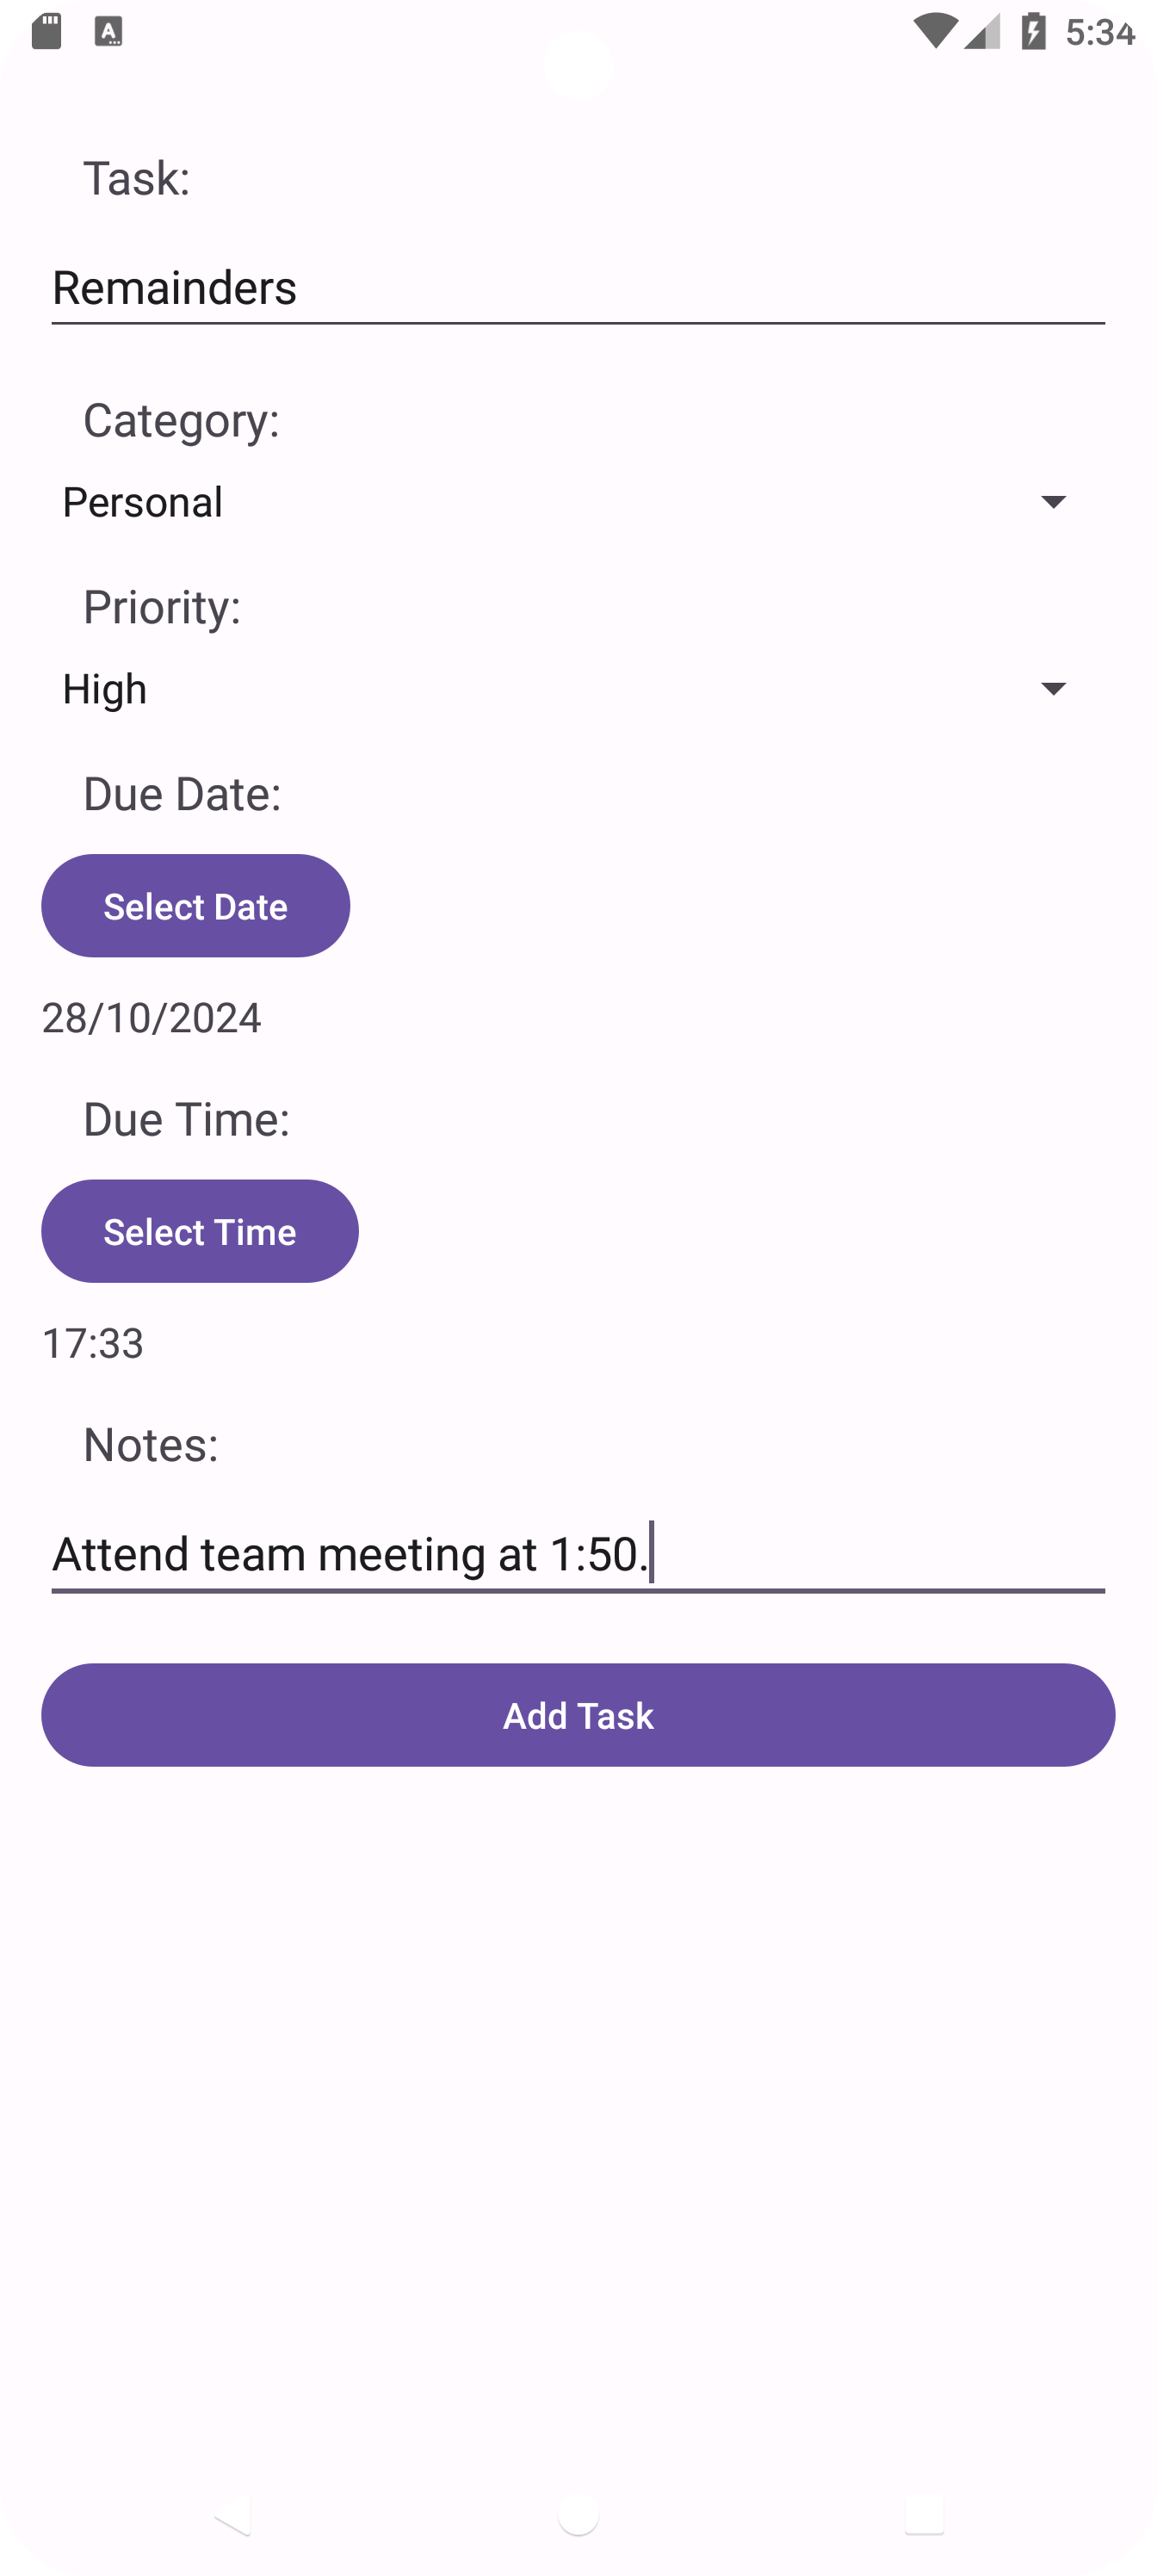 5:34
Task:
Remainders
Category:
Personal
Priority:
High
Due Date:
Select Date
28/10/2024
Due Time:
Select Time
17:33
Notes:
Attend team meeting at 1:50.
Add Task